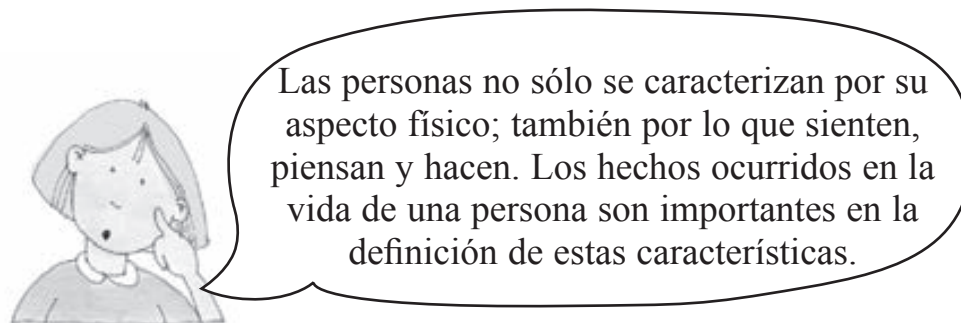 Las personas no sólo se caracterizan por su
aspecto físico; también por lo que sienten,
piensan y hacen. Los hechos ocurridos en la
vida de una persona son importantes en la
definición de estas características.